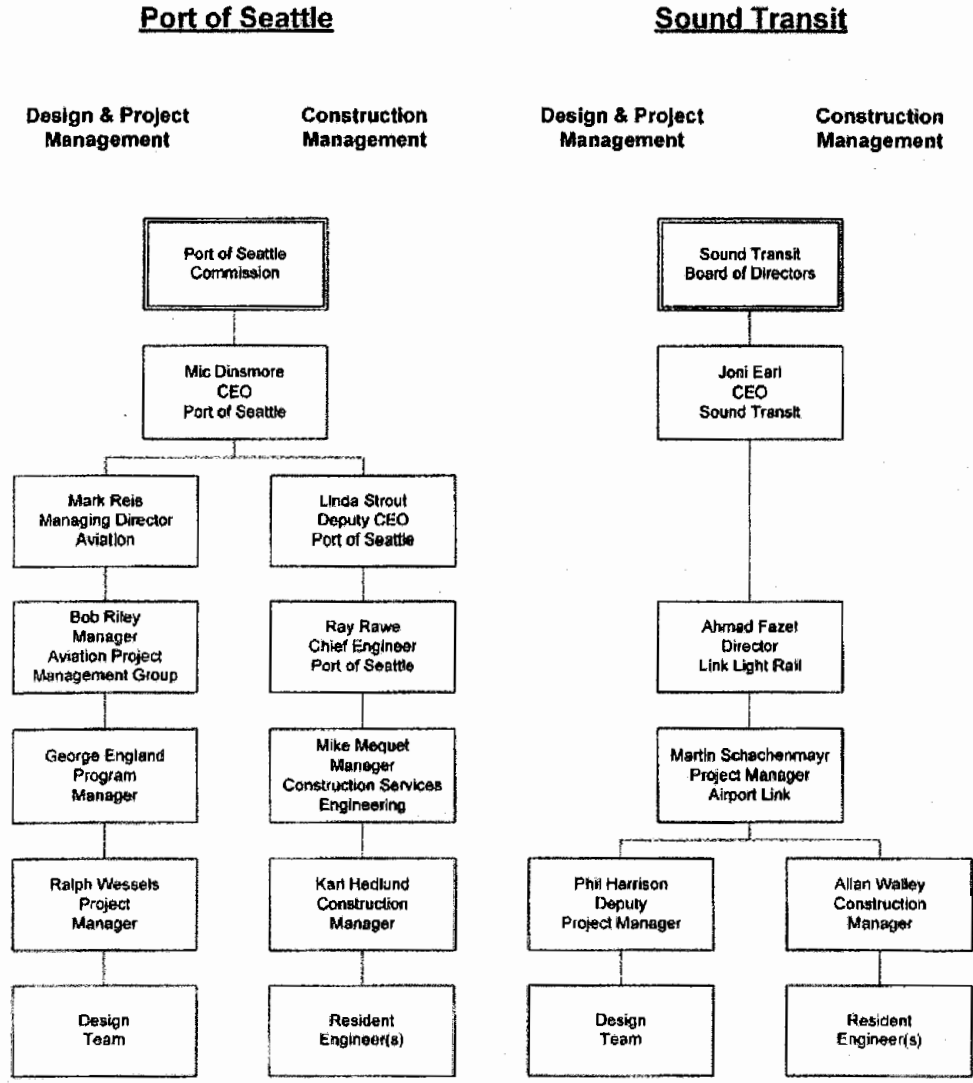 Port of Seattle
Sound Transit
Design & Project
Management
Construction
Management
Design & Project
Management
Construction
Management
Port of Seattle
Commission
Sound Transit
Board of Directors
Mic Dinsmore
CEO
Port of Seattle
Joni Earl
CEO
Sound Transit
Mark Reis
Managing Director
Aviation
Linda Strout
Deputy CEO
Port of Seattle
Bob Riley
Manager
Aviation Project
Management Group
Ray Rawe
Chief Engineer
Port of Seattle
Ahmad Fazel
Director
Link Light Rail
George England
Program
Manager
Mike Mequet
Manager
Construction Services
Engineering
Martin Schachenmayr
Project Manager
Airport Link
Ralph Wessels
Project
Manager
Karl Hedlund
Construction
Manager
Phil Harrison
Deputy
Project Manager
Allan Walley
Construction
Manager
Design
Team
Resident
Engineer(s)
Design
Team
Resident
Engineer(s)